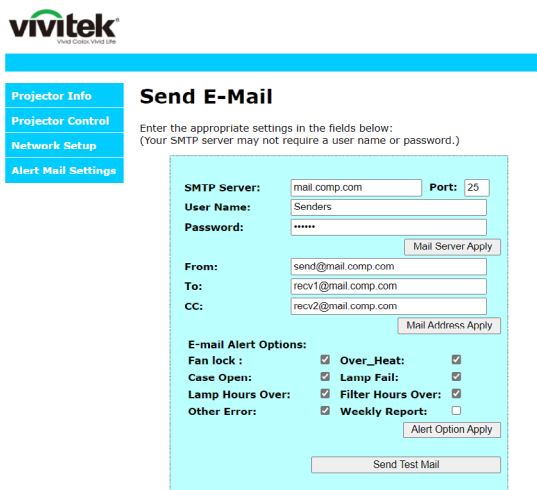 vivitek
Vivid Color, Vivid Life
Projector Info
Projector Control
Network Setup
Alert Mail Settings
Send E-Mail
Enter the appropriate settings in the fields below:
(Your SMTP server may not require a user name or password.)
SMTP Server: mail.comp.com Port: 25
User Name: Senders
Password: ••••••
Mail Server Apply
From: send@mail.comp.com
To: recv1@mail.comp.com
CC: recv2@mail.comp.com
Mail Address Apply
E-mail Alert Options:
Fan lock : Over_Heat:
Case Open: Lamp Fail:
Lamp Hours Over: Filter Hours Over:
Other Error: Weekly Report:
Alert Option Apply
Send Test Mail